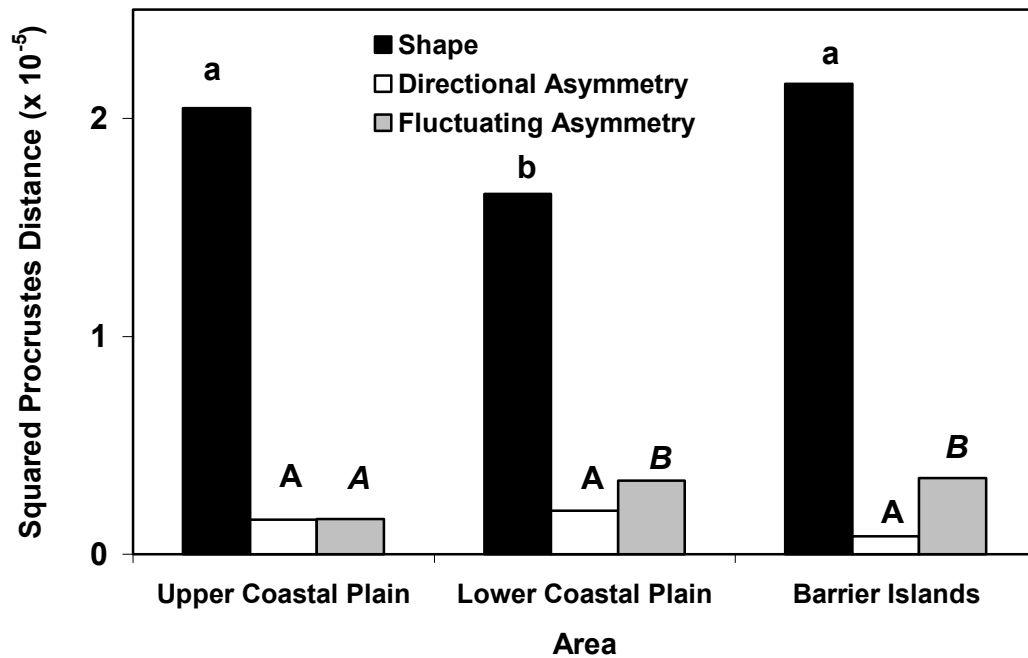 Squared Procrustes Distance (x 10⁻⁵)
2
1
0
Shape
Directional Asymmetry
Fluctuating Asymmetry
a
b
a
A
A
A
B
A
B
Upper Coastal Plain
Lower Coastal Plain
Barrier Islands
Area